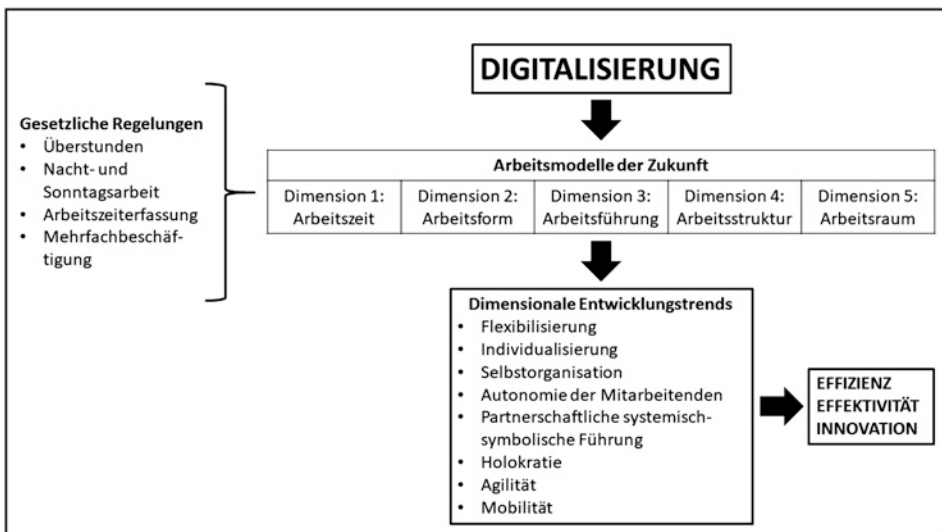 DIGITALISIERUNG
Gesetzliche Regelungen
• Überstunden
• Nacht- und
Sonntagsarbeit
• Arbeitszeiterfassung
• Mehrfachbeschäf-
tigung
Arbeitsmodelle der Zukunft
Dimension 1:
Arbeitszeit
Dimension 2:
Arbeitsform
Dimension 3:
Arbeitsführung
Dimension 4:
Arbeitsstruktur
Dimension 5:
Arbeitsraum
Dimensionale Entwicklungstrends
• Flexibilisierung
• Individualisierung
• Selbstorganisation
• Autonomie der Mitarbeitenden
• Partnerschaftliche systemisch-
symbolische Führung
• Holokratie
• Agilität
• Mobilität
EFFIZIENZ
EFFEKTIVITÄT
INNOVATION